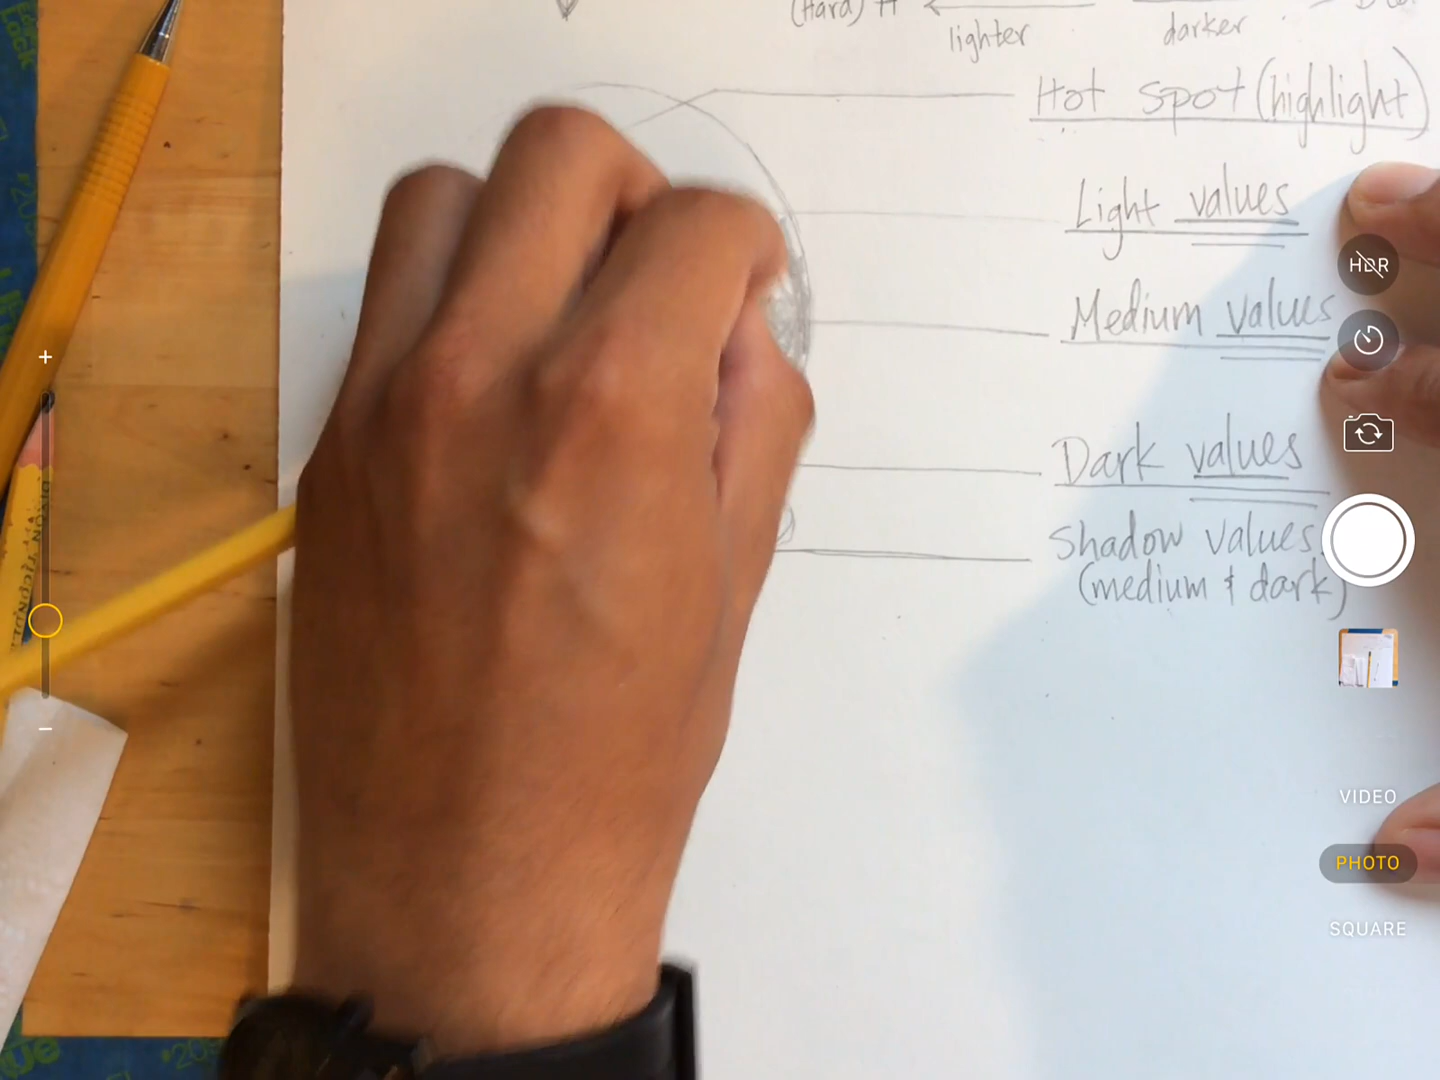 (Hard) H
lighter
darker
Hot spot (highlight)
Light values
Medium values
Dark values
Shadow values
(medium & dark)
HDR
VIDEO
PHOTO
SQUARE